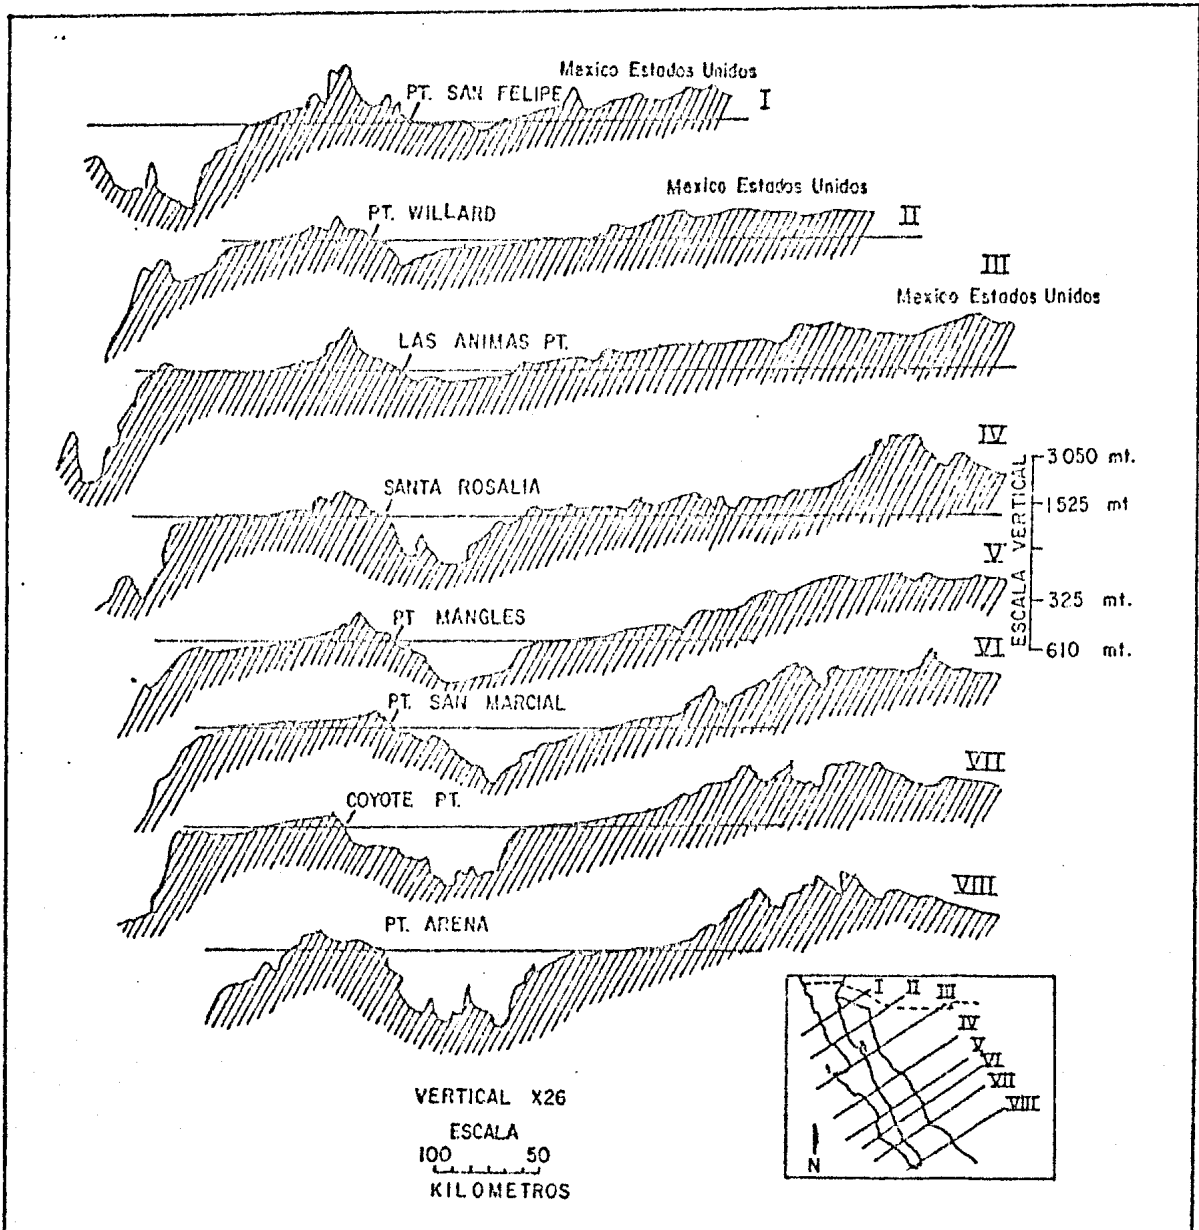 Mexico Estados Unidos
PT. SAN FELIPE
I
Mexico Estados Unidos
PT. WILLARD
II
III
Mexico Estados Unidos
LAS ANIMAS PT.
IV
3 050 mt.
SANTA ROSALIA
1 525 mt
ESCALA VERTICAL
V
325 mt.
PT MANGLES
VI
610 mt.
PT. SAN MARCIAL
VII
COYOTE PT.
VIII
PT. ARENA
I II III
IV
V
VI
VII
VIII
N
VERTICAL X26
ESCALA
100 50
KILOMETROS